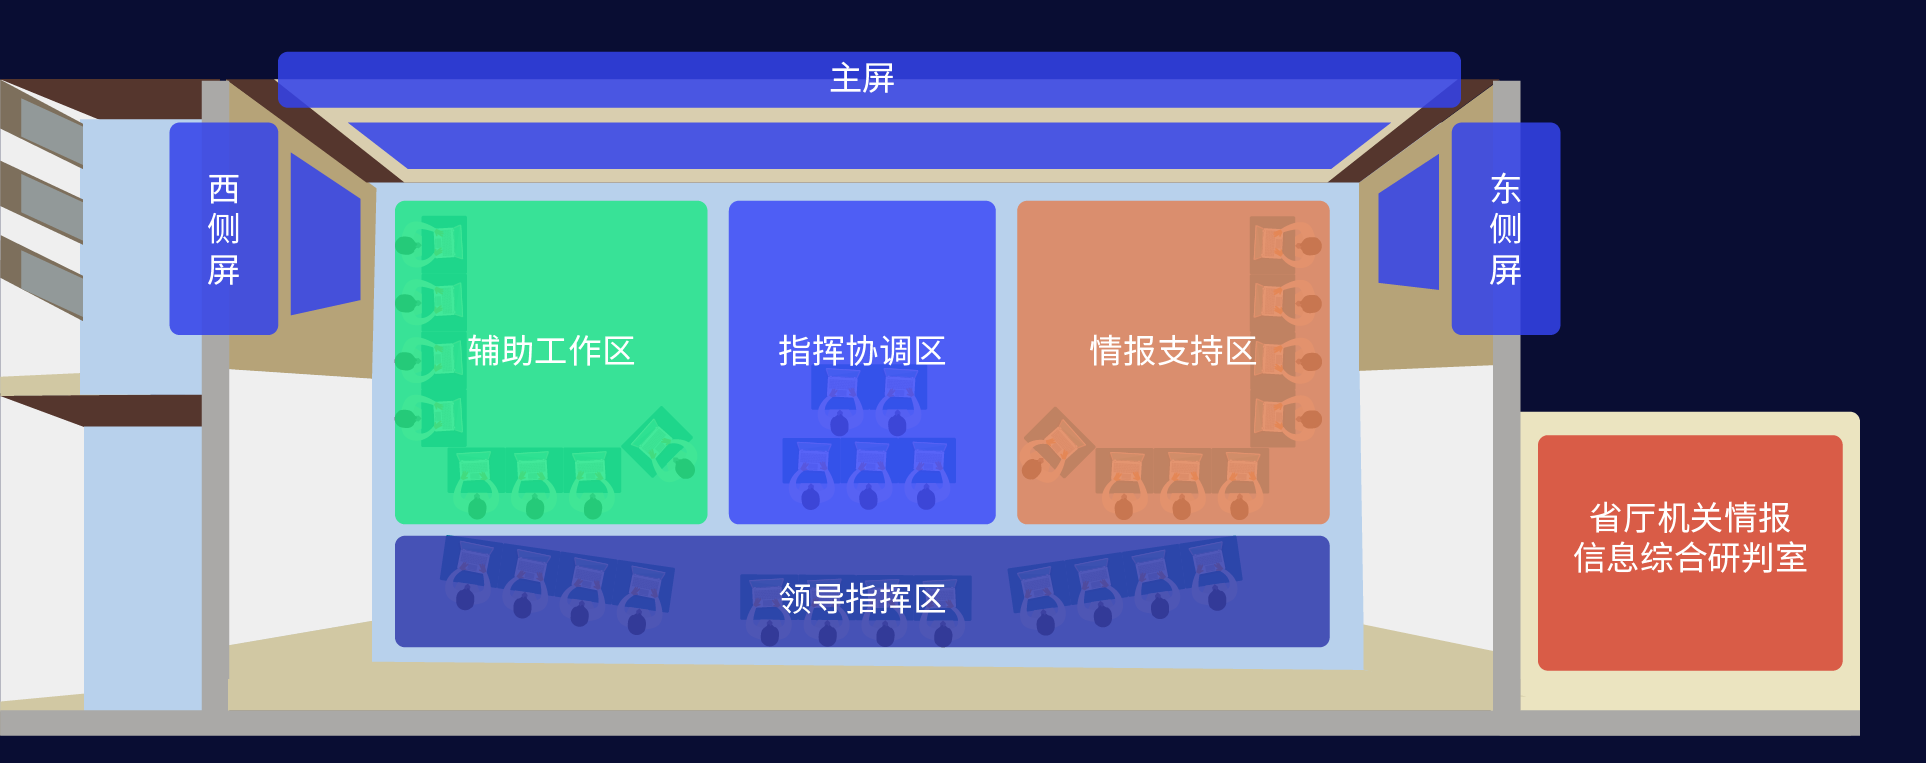 主屏
西
侧
屏
东
侧
屏
辅助工作区
指挥协调区
情报支持区
领导指挥区
省厅机关情报
信息综合研判室